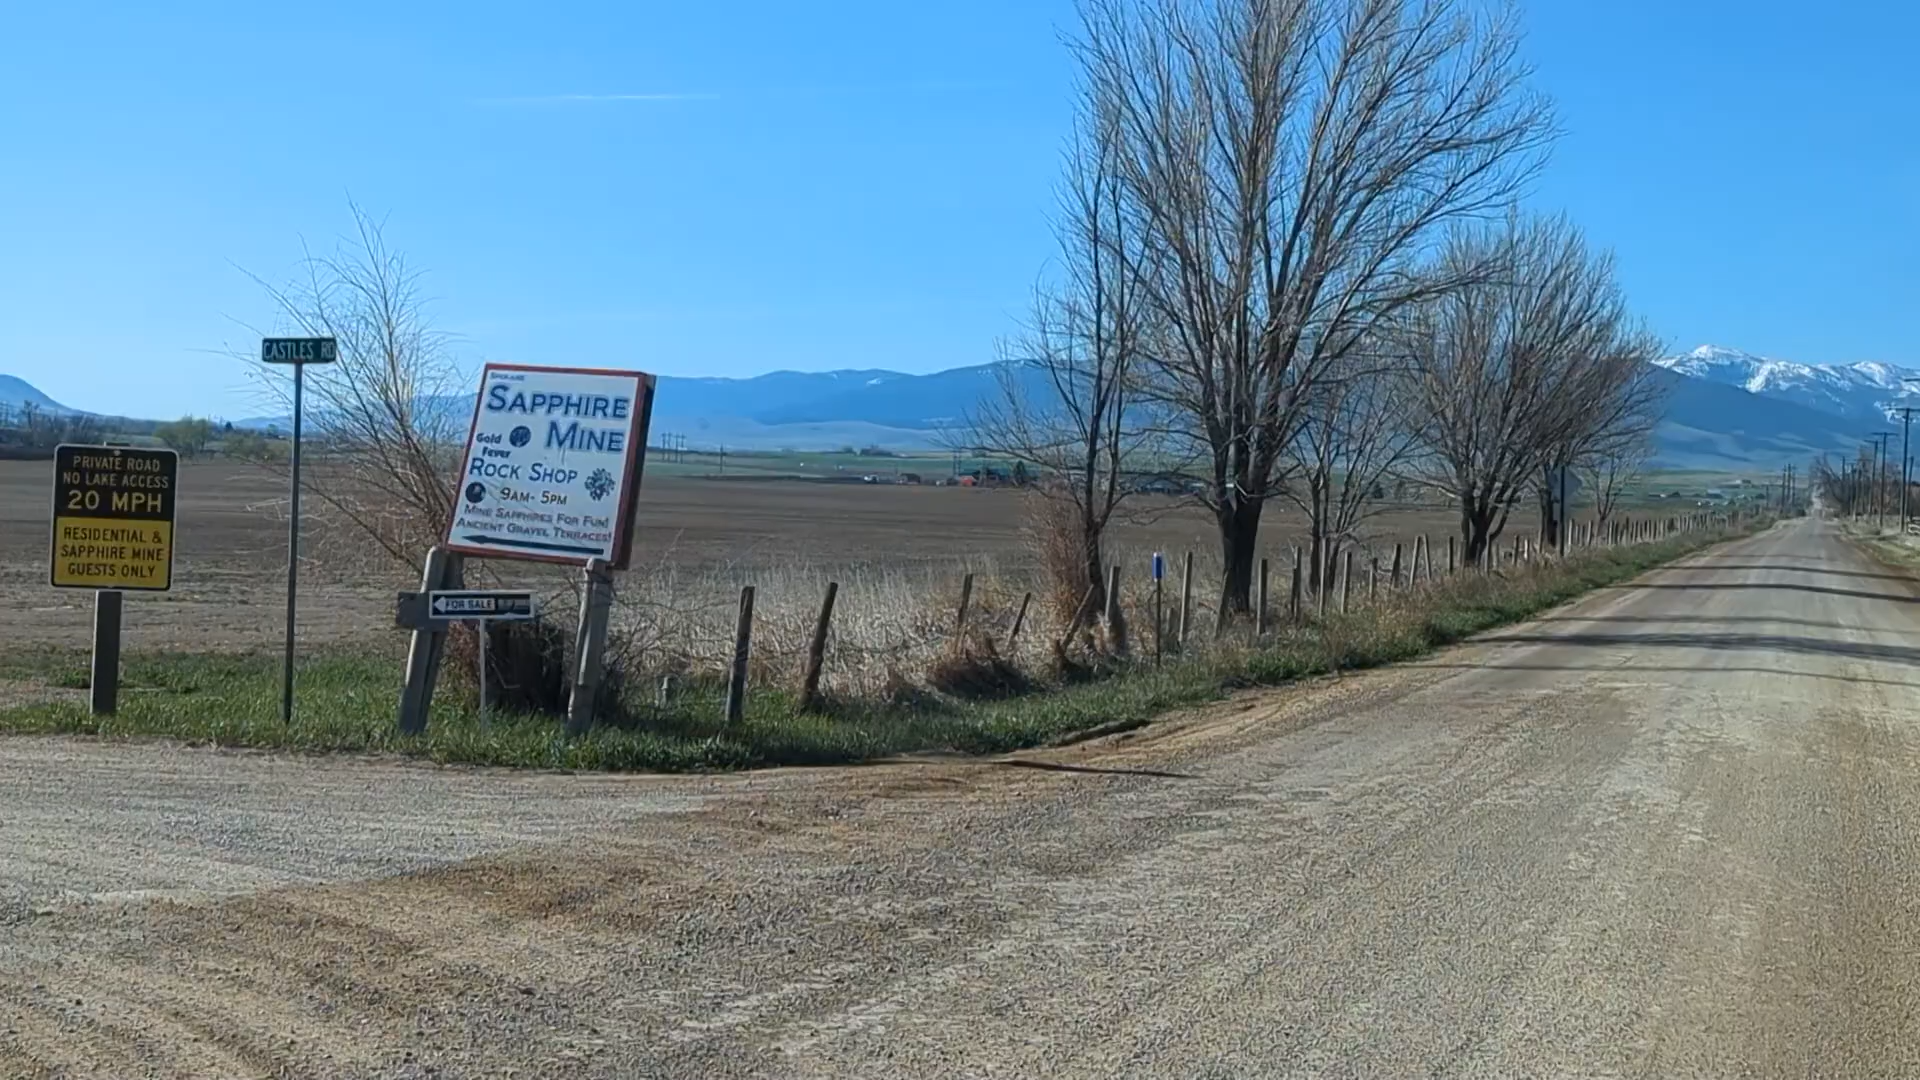 PRIVATE ROAD
NO LAKE ACCESS
20 MPH
RESIDENTIAL &
SAPPHIRE MINE
GUESTS ONLY
CASTLES RD
SPOKANE
SAPPHIRE
MINE
Gold
Fever
ROCK SHOP
9AM- 5PM
MINE SAPPHIRES FOR FUN!
ANCIENT GRAVEL TERRACES!
FOR SALE